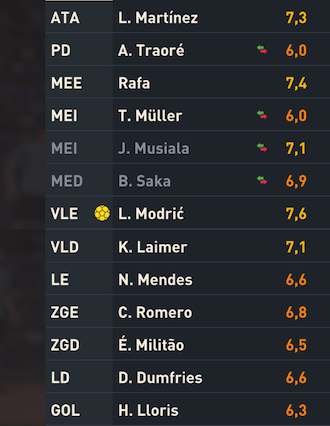 ATA L. Martínez 7,3
PD A. Traoré 6,0
MEE Rafa 7,4
MEI T. Müller 6,0
MEI J. Musiala 7,1
MED B. Saka 6,9
VLE L. Modrić 7,6
VLD K. Laimer 7,1
LE N. Mendes 6,6
ZGE C. Romero 6,8
ZGD É. Militão 6,5
LD D. Dumfries 6,6
GOL H. Lloris 6,3